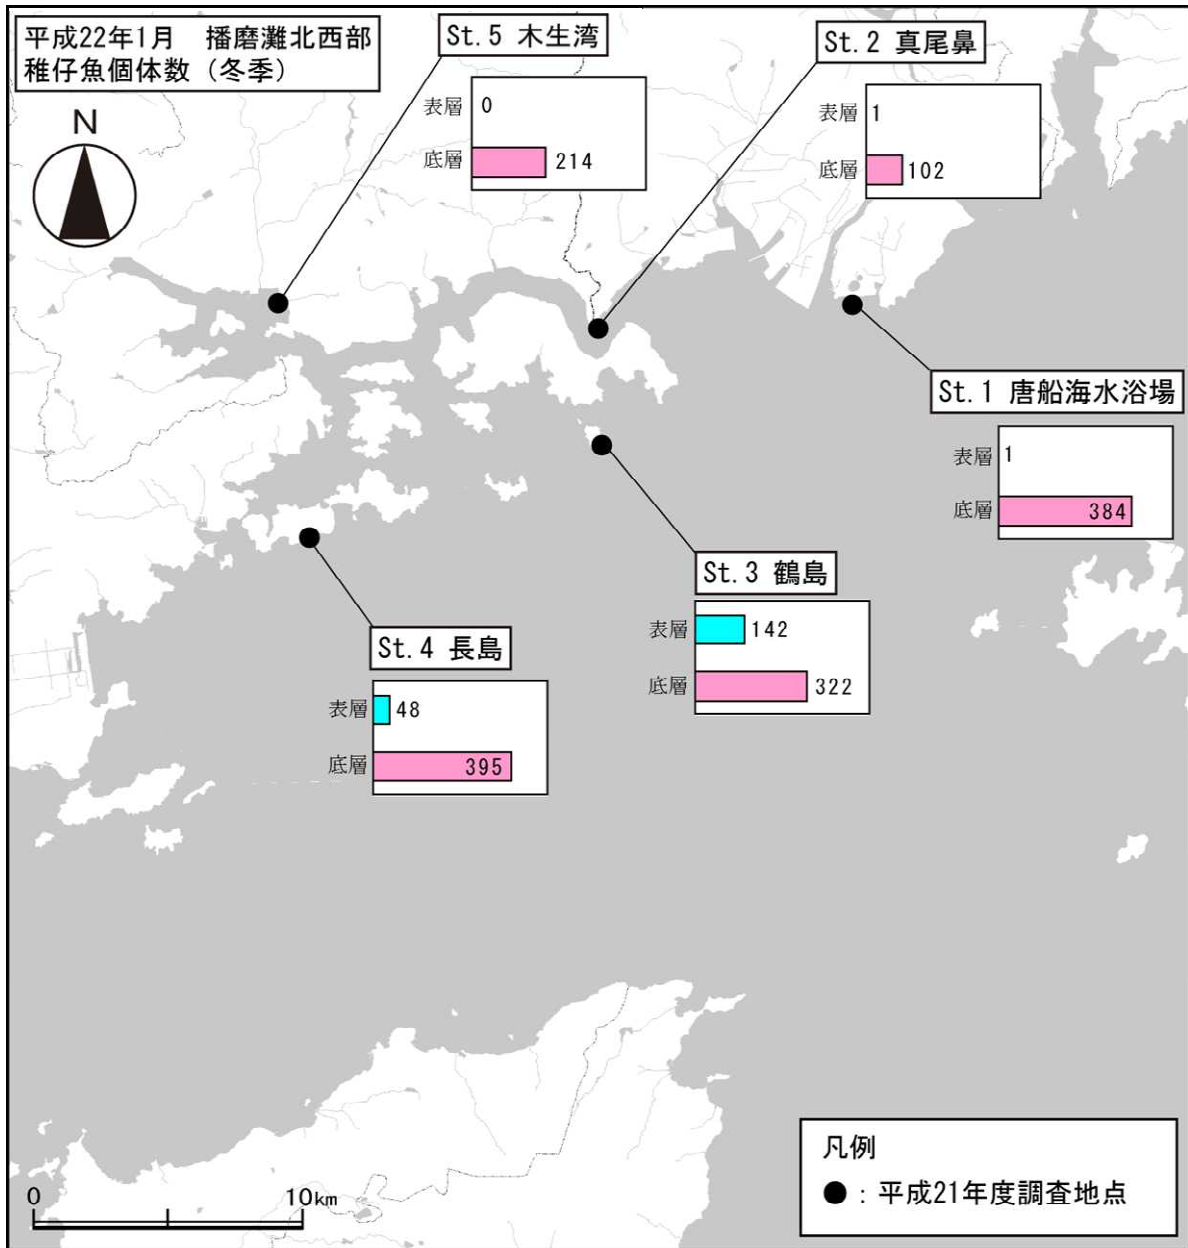 平成22年1月　播磨灘北西部
稚仔魚個体数（冬季）
N
St.5 木生湾
表層 0
底層 214
St.2 真尾鼻
表層 1
底層 102
St.1 唐船海水浴場
表層 1
底層 384
St.3 鶴島
表層 142
底層 322
St.4 長島
表層 48
底層 395
0 10km
凡例
●：平成21年度調査地点